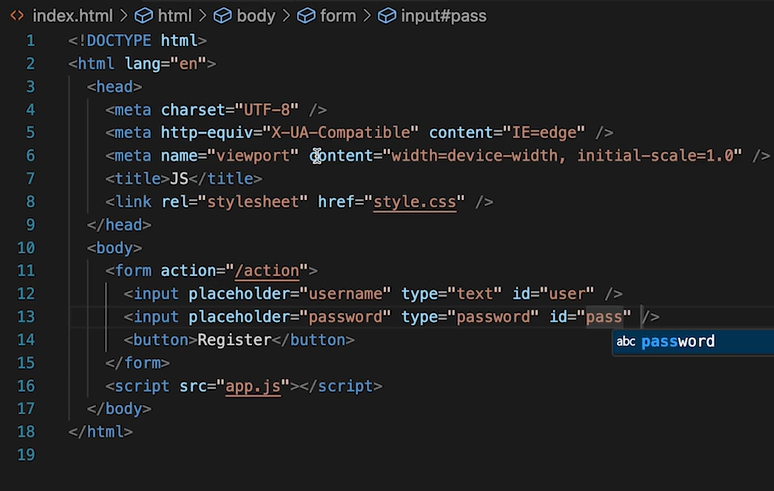 <> index.html > html > body > form > input#pass
1 <!DOCTYPE html>
2 <html lang="en">
3 <head>
4 <meta charset="UTF-8" />
5 <meta http-equiv="X-UA-Compatible" content="IE=edge" />
6 <meta name="viewport" content="width=device-width, initial-scale=1.0" />
7 <title>JS</title>
8 <link rel="stylesheet" href="style.css" />
9 </head>
10 <body>
11 <form action="/action">
12 <input placeholder="username" type="text" id="user" />
13 <input placeholder="password" type="password" id="pass" />
abc password
14 <button>Register</button>
15 </form>
16 <script src="app.js"></script>
17 </body>
18 </html>
19